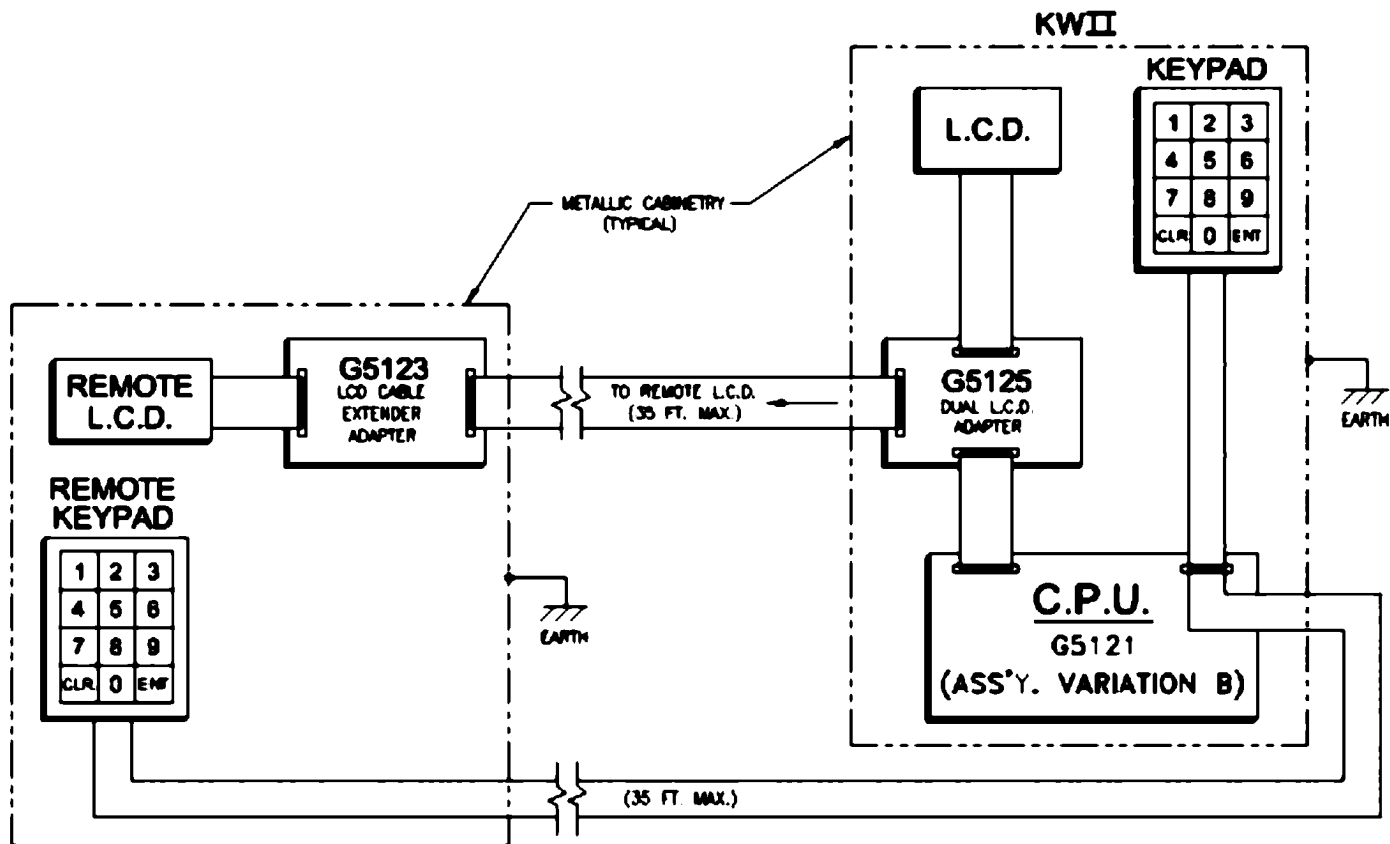 KWII
KEYPAD
L.C.D.
1 2 3
4 5 6
7 8 9
CLR 0 ENT
METALLIC CABINETRY
(TYPICAL)
G5123
LCD CABLE
EXTENDER
ADAPTER
REMOTE
L.C.D.
TO REMOTE L.C.D.
(35 FT. MAX.)
G5125
DUAL L.C.D.
ADAPTER
EARTH
REMOTE
KEYPAD
1 2 3
4 5 6
7 8 9
CLR 0 ENT
EARTH
C.P.U.
G5121
(ASS'Y. VARIATION B)
(35 FT. MAX.)